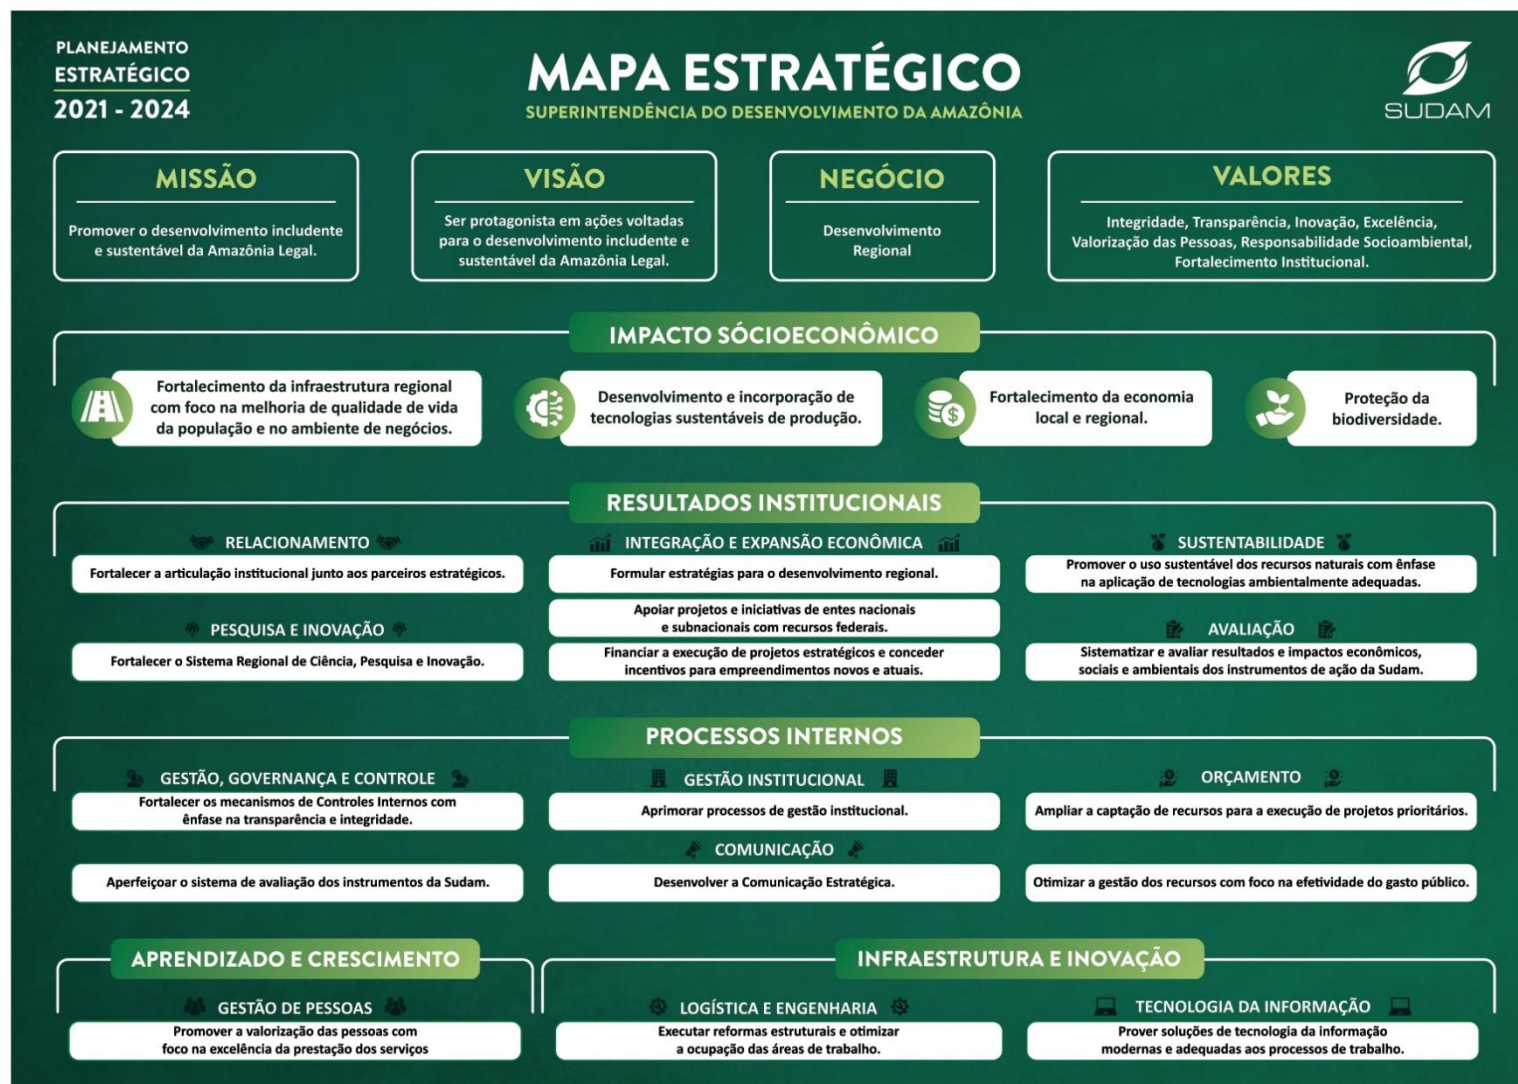 PLANEJAMENTO
ESTRATÉGICO
2021 - 2024
MAPA ESTRATÉGICO
SUPERINTENDÊNCIA DO DESENVOLVIMENTO DA AMAZÔNIA
SUDAM
MISSÃO
Promover o desenvolvimento includente
e sustentável da Amazônia Legal.
VISÃO
Ser protagonista em ações voltadas
para o desenvolvimento includente e
sustentável da Amazônia Legal.
NEGÓCIO
Desenvolvimento
Regional
VALORES
Integridade, Transparência, Inovação, Excelência,
Valorização das Pessoas, Responsabilidade Socioambiental,
Fortalecimento Institucional.
IMPACTO SÓCIOECONÔMICO
Fortalecimento da infraestrutura regional
com foco na melhoria de qualidade de vida
da população e no ambiente de negócios.
Desenvolvimento e incorporação de
tecnologias sustentáveis de produção.
Fortalecimento da economia
local e regional.
Proteção da
biodiversidade.
RESULTADOS INSTITUCIONAIS
RELACIONAMENTO
Fortalecer a articulação institucional junto aos parceiros estratégicos.
PESQUISA E INOVAÇÃO
Fortalecer o Sistema Regional de Ciência, Pesquisa e Inovação.
INTEGRAÇÃO E EXPANSÃO ECONÔMICA
Formular estratégias para o desenvolvimento regional.
Apoiar projetos e iniciativas de entes nacionais
e subnacionais com recursos federais.
Financiar a execução de projetos estratégicos e conceder
incentivos para empreendimentos novos e atuais.
SUSTENTABILIDADE
Promover o uso sustentável dos recursos naturais com ênfase
na aplicação de tecnologias ambientalmente adequadas.
AVALIAÇÃO
Sistematizar e avaliar resultados e impactos econômicos,
sociais e ambientais dos instrumentos de ação da Sudam.
PROCESSOS INTERNOS
GESTÃO, GOVERNANÇA E CONTROLE
Fortalecer os mecanismos de Controles Internos com
ênfase na transparência e integridade.
Aperfeiçoar o sistema de avaliação dos instrumentos da Sudam.
GESTÃO INSTITUCIONAL
Aprimorar processos de gestão institucional.
COMUNICAÇÃO
Desenvolver a Comunicação Estratégica.
ORÇAMENTO
Ampliar a captação de recursos para a execução de projetos prioritários.
Otimizar a gestão dos recursos com foco na efetividade do gasto público.
APRENDIZADO E CRESCIMENTO
GESTÃO DE PESSOAS
Promover a valorização das pessoas com
foco na excelência da prestação dos serviços
INFRAESTRUTURA E INOVAÇÃO
LOGÍSTICA E ENGENHARIA
Executar reformas estruturais e otimizar
a ocupação das áreas de trabalho.
TECNOLOGIA DA INFORMAÇÃO
Prover soluções de tecnologia da informação
modernas e adequadas aos processos de trabalho.